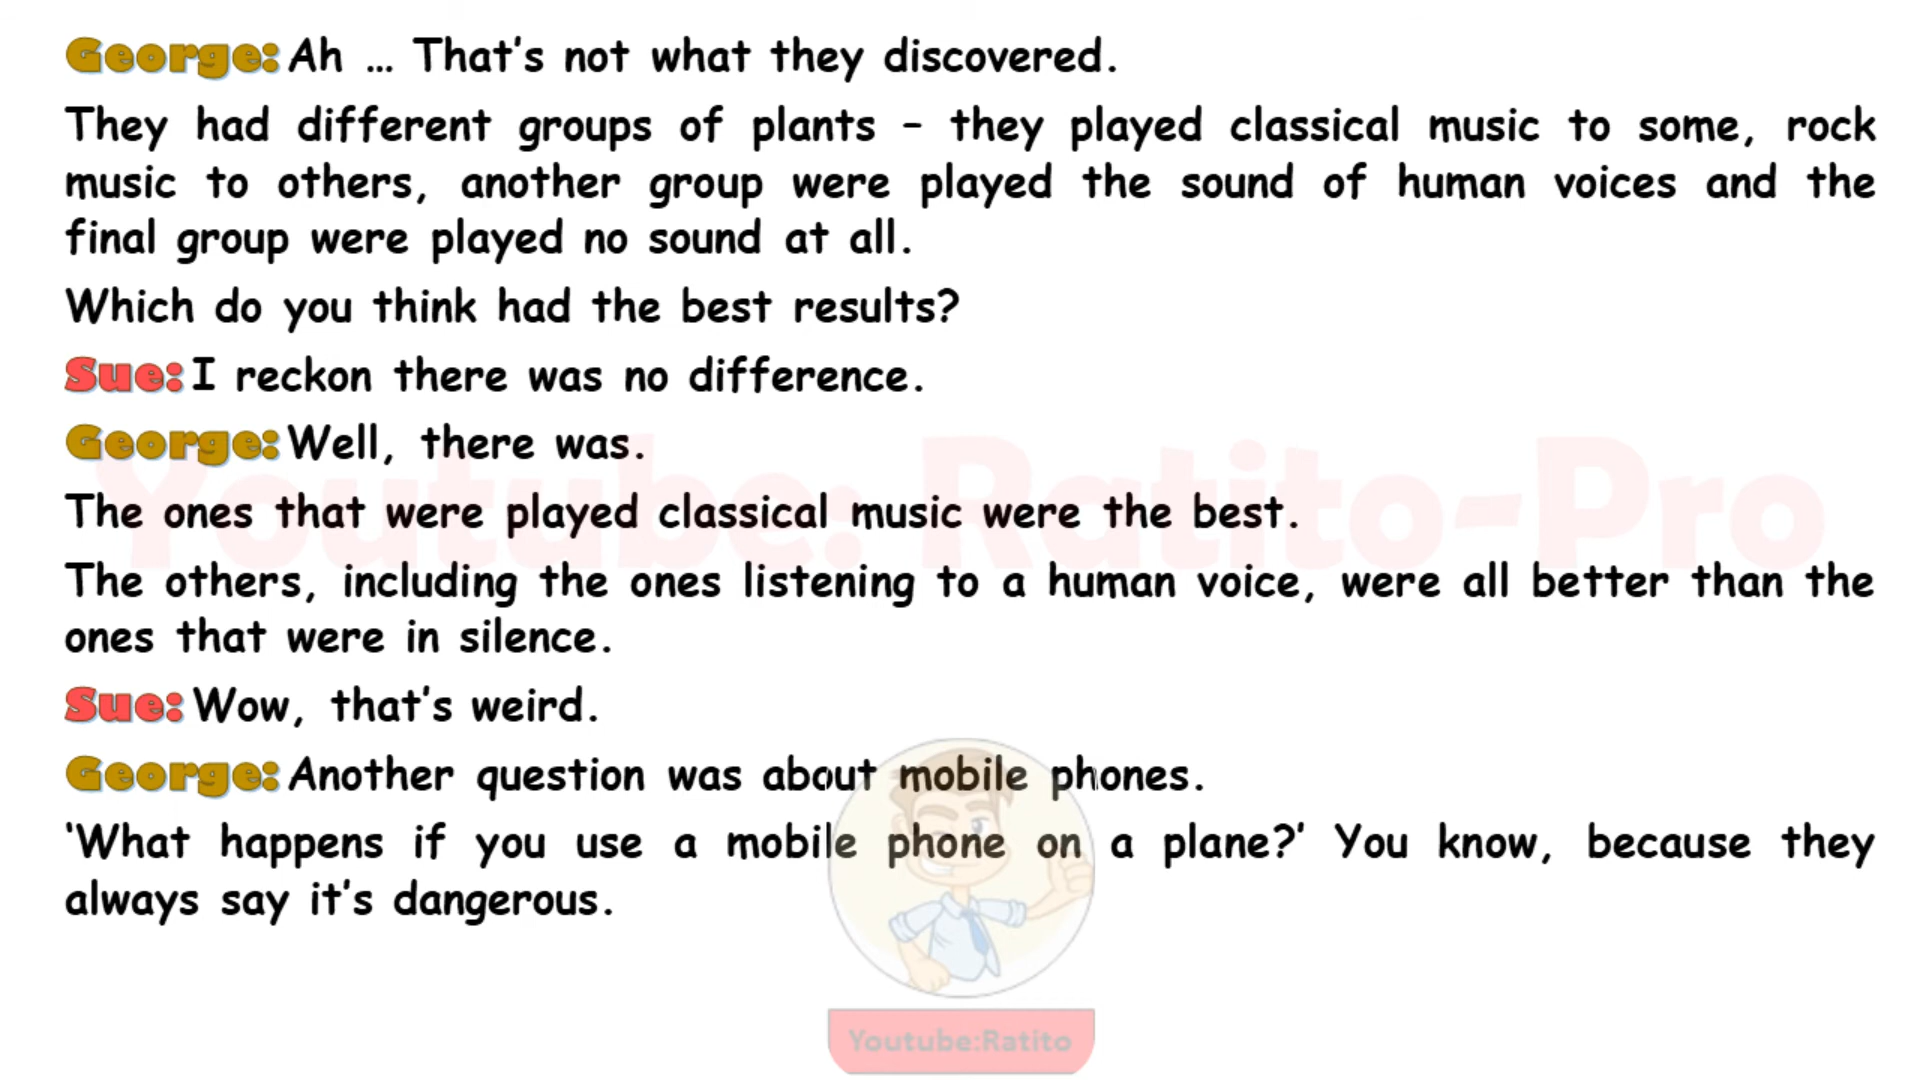 George: Ah … That's not what they discovered.
They had different groups of plants – they played classical music to some, rock
music to others, another group were played the sound of human voices and the
final group were played no sound at all.
Which do you think had the best results?
Sue: I reckon there was no difference.
George: Well, there was.
The ones that were played classical music were the best.
The others, including the ones listening to a human voice, were all better than the
ones that were in silence.
Sue: Wow, that's weird.
George: Another question was about mobile phones.
‘What happens if you use a mobile phone on a plane?’ You know, because they
always say it's dangerous.
Youtube: Ratito-Pro
Youtube:Ratito